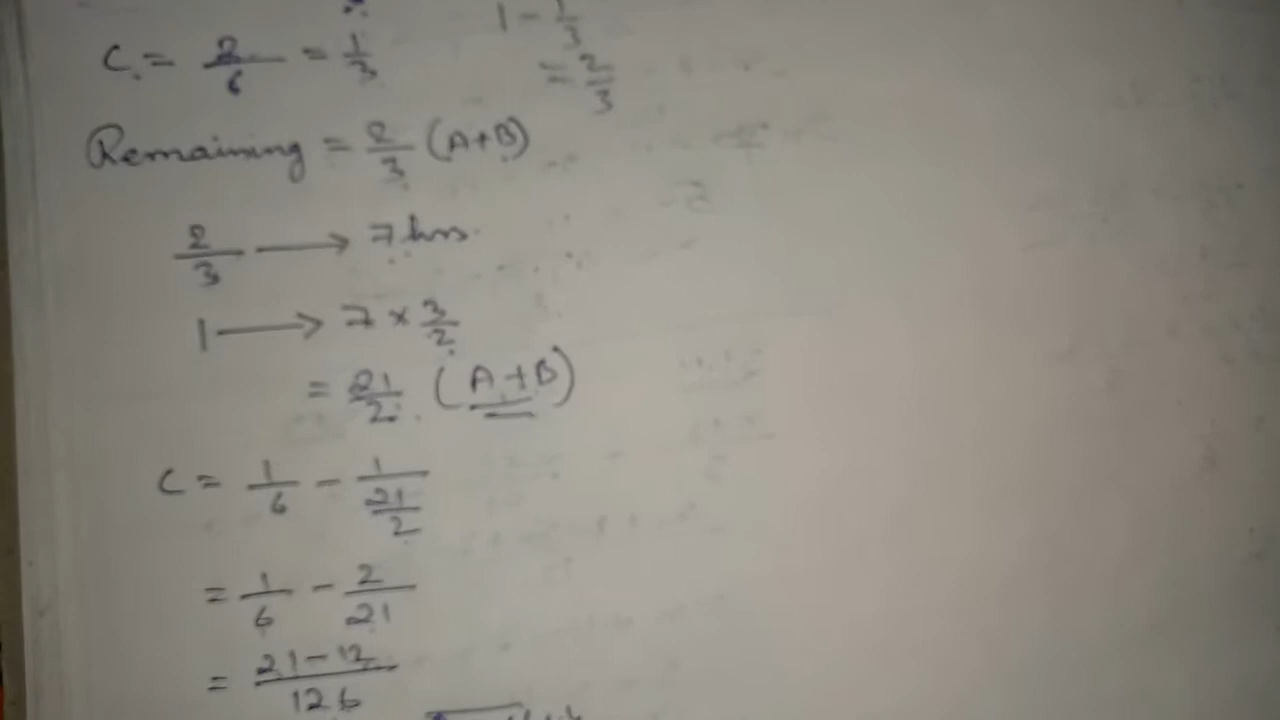 C = 2/6 = 1/3
1 - 1/3
= 2/3
Remaining = 2/3 (A+B)
2/3 → 7 hrs.
1 → 7 × 3/2
= 21/2 (A+B)
C = 1/6 - 1/(21/2)
= 1/6 - 2/21
= 21-12/126